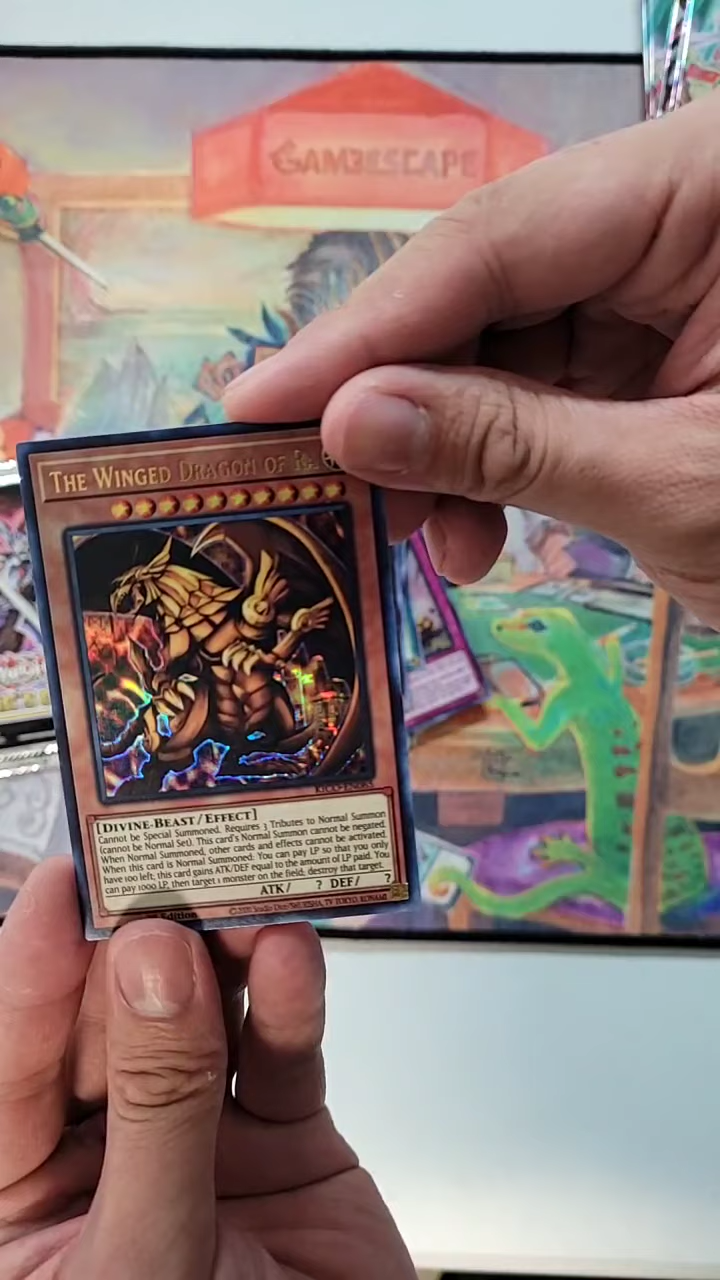 GAMESCAPE
THE WINGED DRAGON OF RA
[DIVINE-BEAST/EFFECT]
Cannot be Special Summoned. Requires 3 Tributes to Normal Summon
(cannot be Normal Set). This card's Normal Summon cannot be negated.
When Normal Summoned, other cards and effects cannot be activated.
When this card is Normal Summoned: You can pay LP so that you only
have 100 left; this card gains ATK/DEF equal to the amount of LP paid. You
can pay 1000 LP, then target 1 monster on the field; destroy that target.
ATK/ ? DEF/ ?
Edition